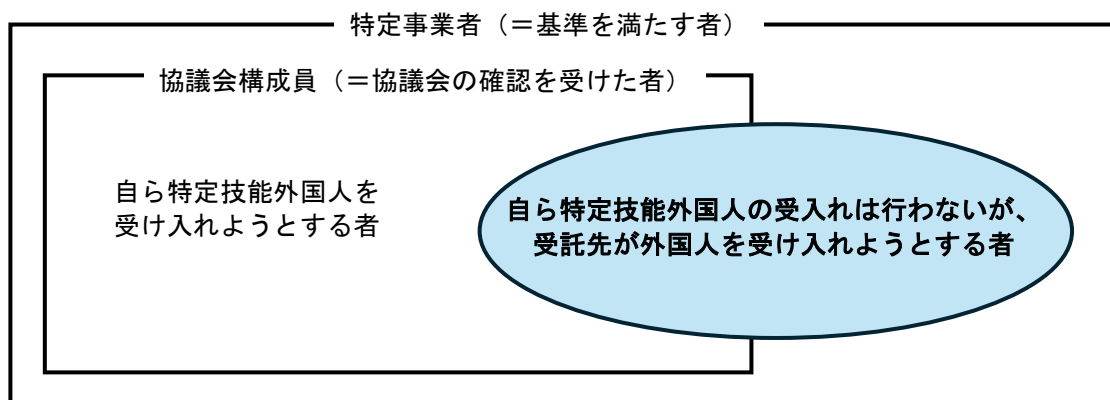 特定事業者（＝基準を満たす者）
協議会構成員（＝協議会の確認を受けた者）
自ら特定技能外国人を
受け入れようとする者
自ら特定技能外国人の受入れは行わないが、
受託先が外国人を受け入れようとする者